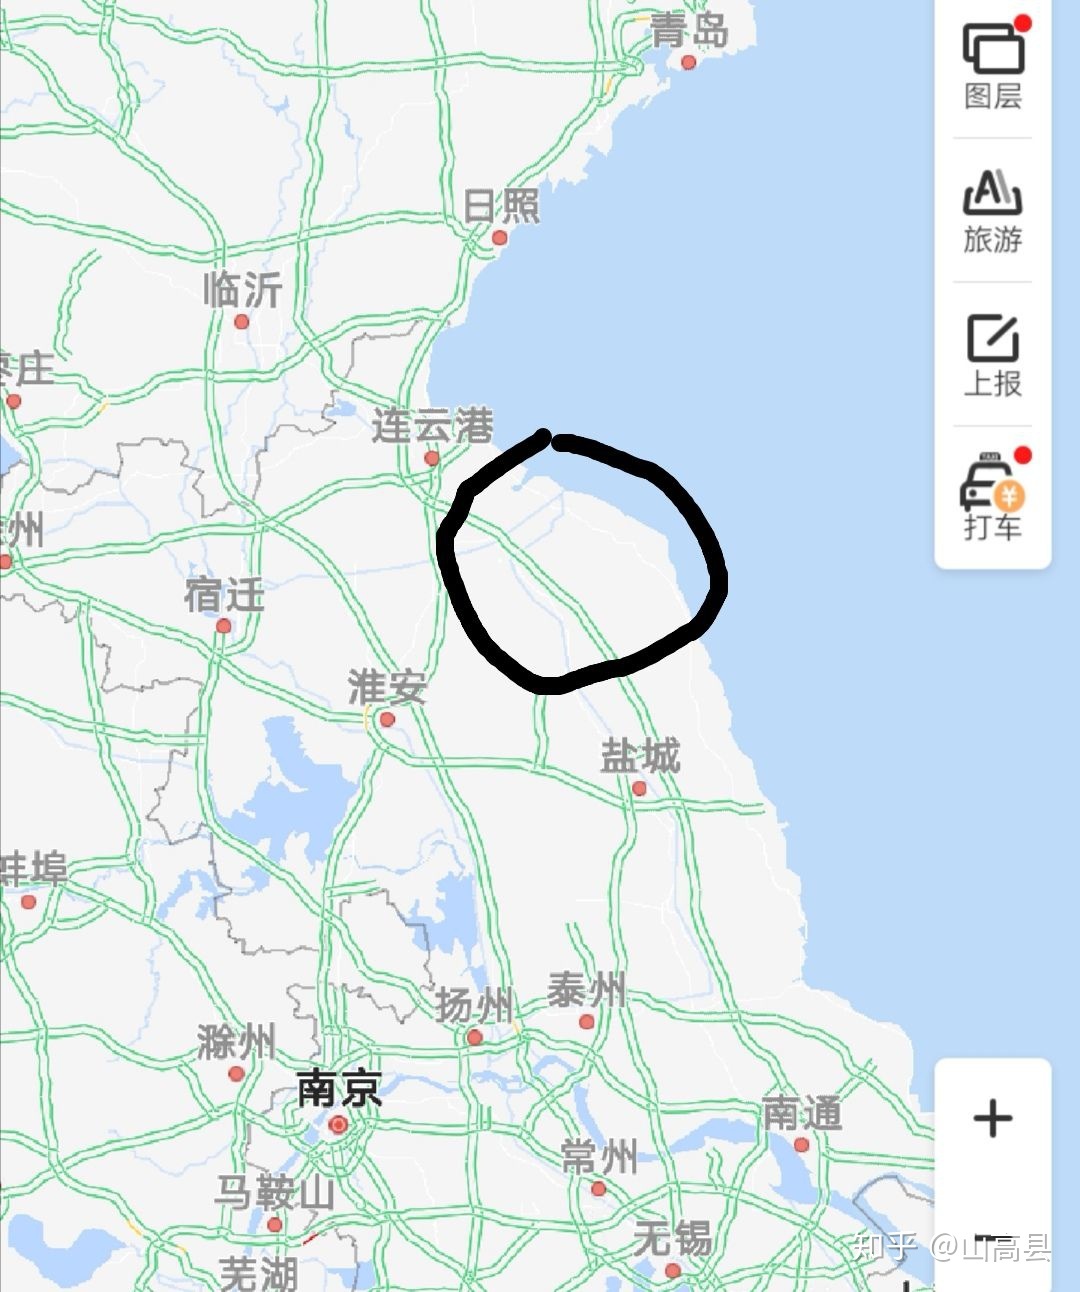 青岛
图层
日照
旅游
临沂
上报
枣庄
连云港
TAXI
¥
打车
州
宿迁
淮安
盐城
蚌埠
泰州
扬州
滁州
南京
南通
+
常州
马鞍山
无锡
知乎 @山高县
芜湖